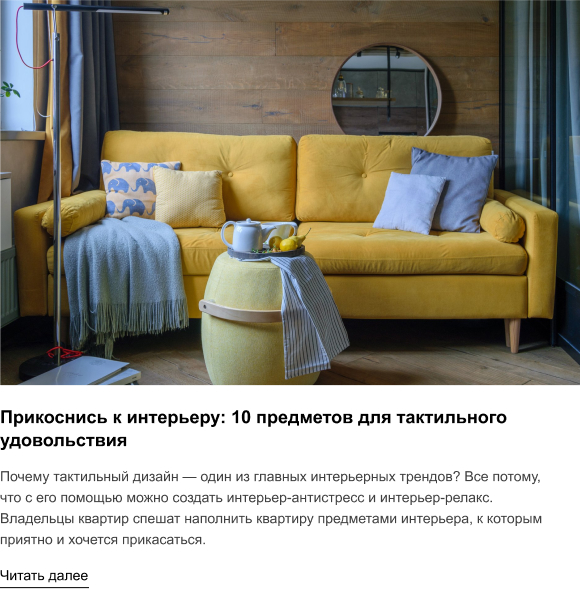 Прикоснись к интерьеру: 10 предметов для тактильного
удовольствия
Почему тактильный дизайн — один из главных интерьерных трендов? Все потому,
что с его помощью можно создать интерьер-антистресс и интерьер-релакс.
Владельцы квартир спешат наполнить квартиру предметами интерьера, к которым
приятно и хочется прикасаться.
Читать далее